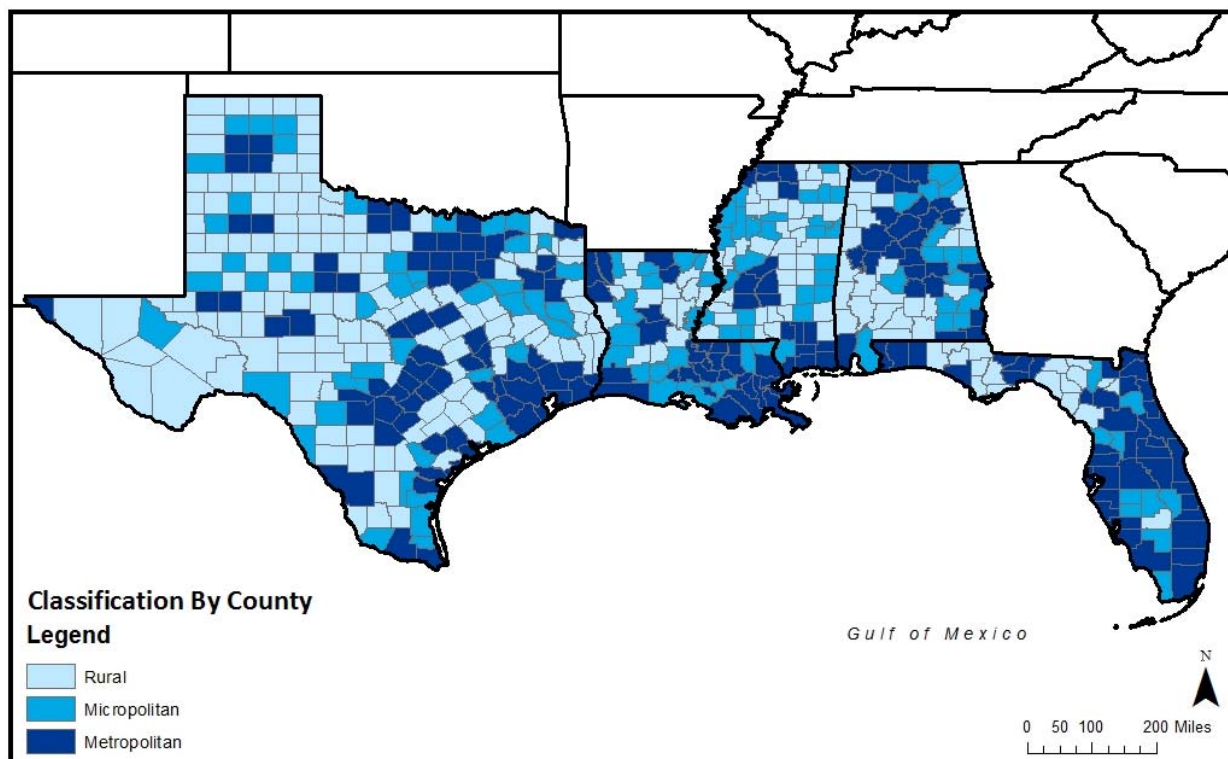 Classification By County
Legend
Rural
Micropolitan
Metropolitan
Gulf of Mexico
N
0 50 100 200 Miles